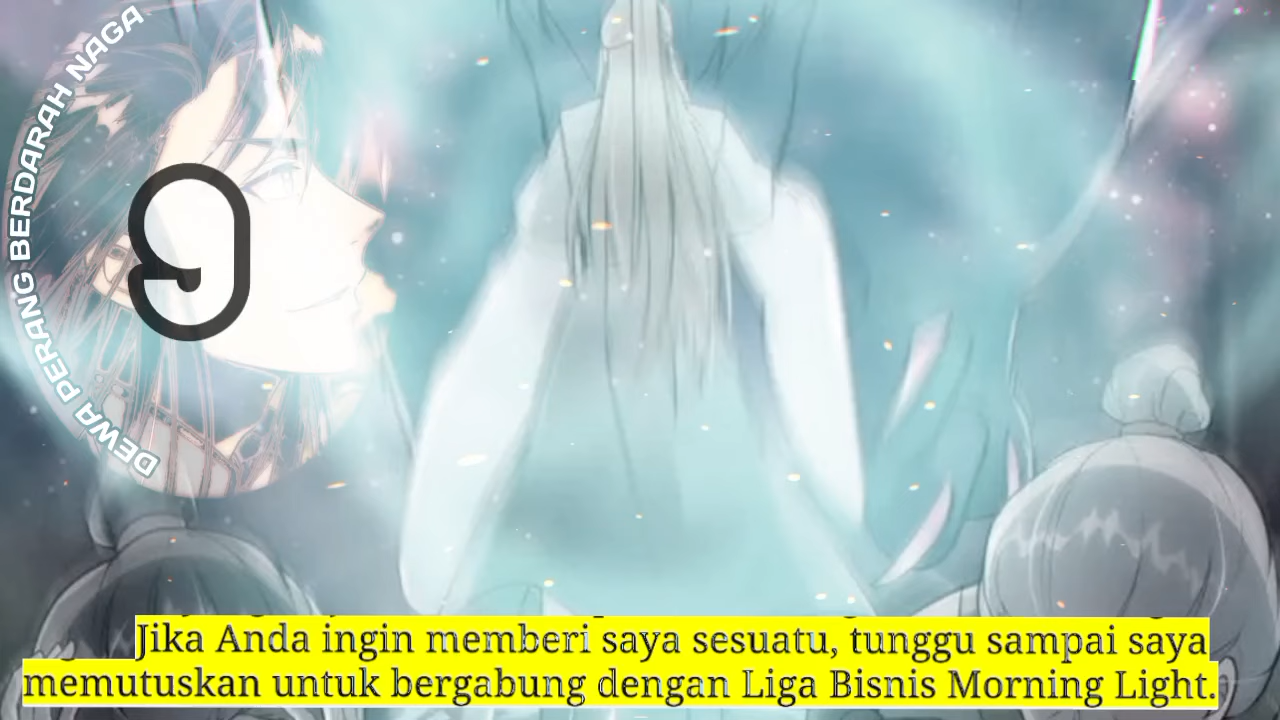 DEWA PERANG BERDARAH NAGA
Jika Anda ingin memberi saya sesuatu, tunggu sampai saya
memutuskan untuk bergabung dengan Liga Bisnis Morning Light.